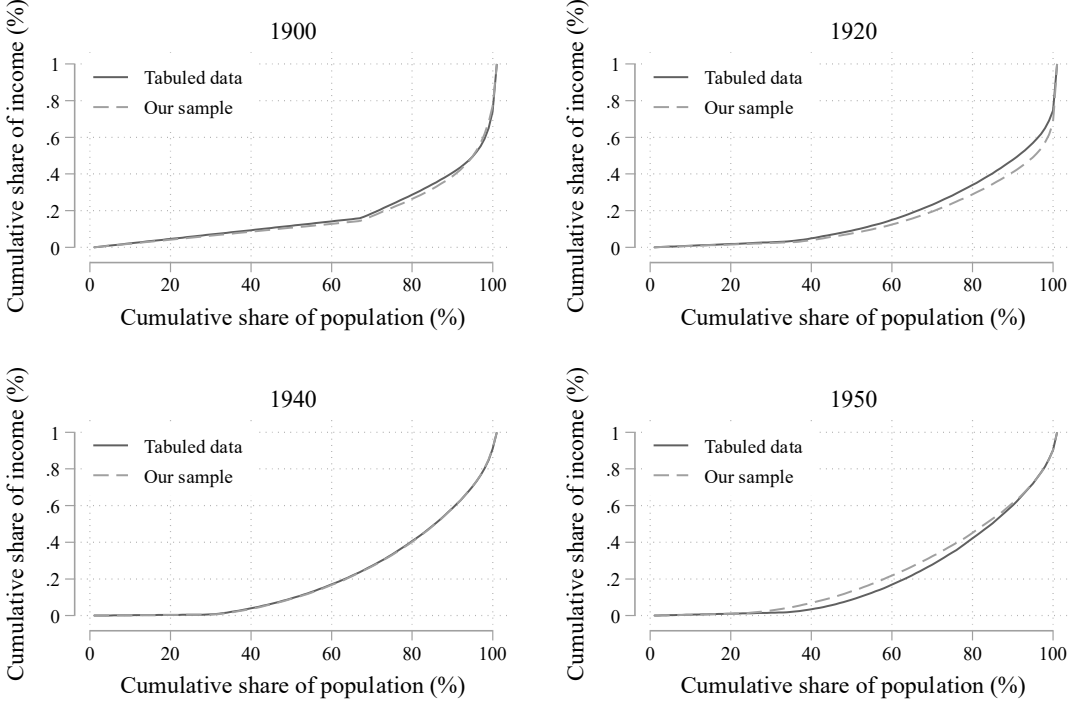 1900
Cumulative share of income (%)
1
.8
.6
.4
.2
0
Tabuled data
Our sample
0 20 40 60 80 100
Cumulative share of population (%)
1920
Cumulative share of income (%)
1
.8
.6
.4
.2
0
Tabuled data
Our sample
0 20 40 60 80 100
Cumulative share of population (%)
1940
Cumulative share of income (%)
1
.8
.6
.4
.2
0
Tabuled data
Our sample
0 20 40 60 80 100
Cumulative share of population (%)
1950
Cumulative share of income (%)
1
.8
.6
.4
.2
0
Tabuled data
Our sample
0 20 40 60 80 100
Cumulative share of population (%)